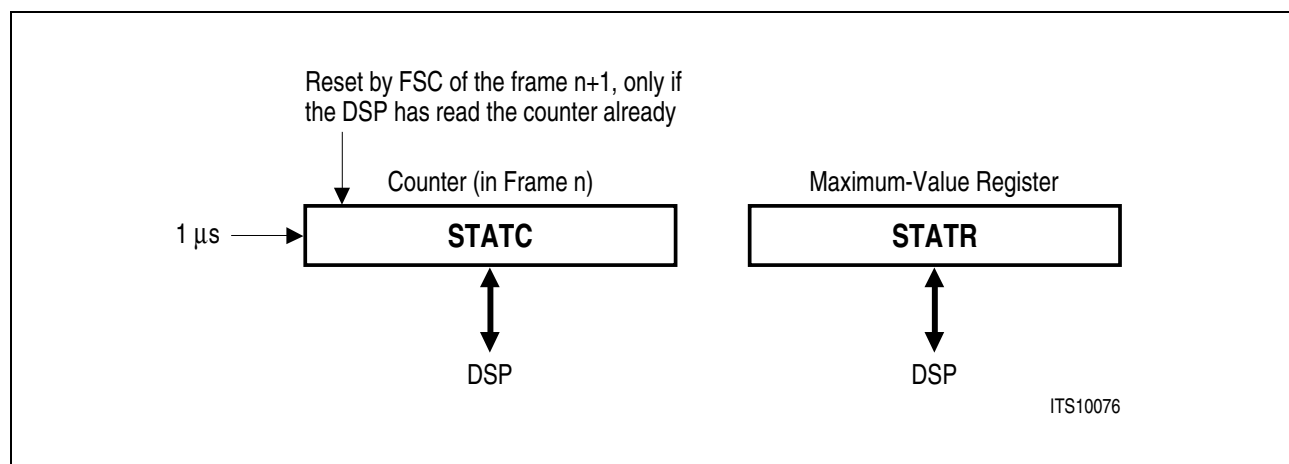 Reset by FSC of the frame n+1, only if
the DSP has read the counter already
Counter (in Frame n)
Maximum-Value Register
1 μs
STATC
STATR
DSP
DSP
ITS10076